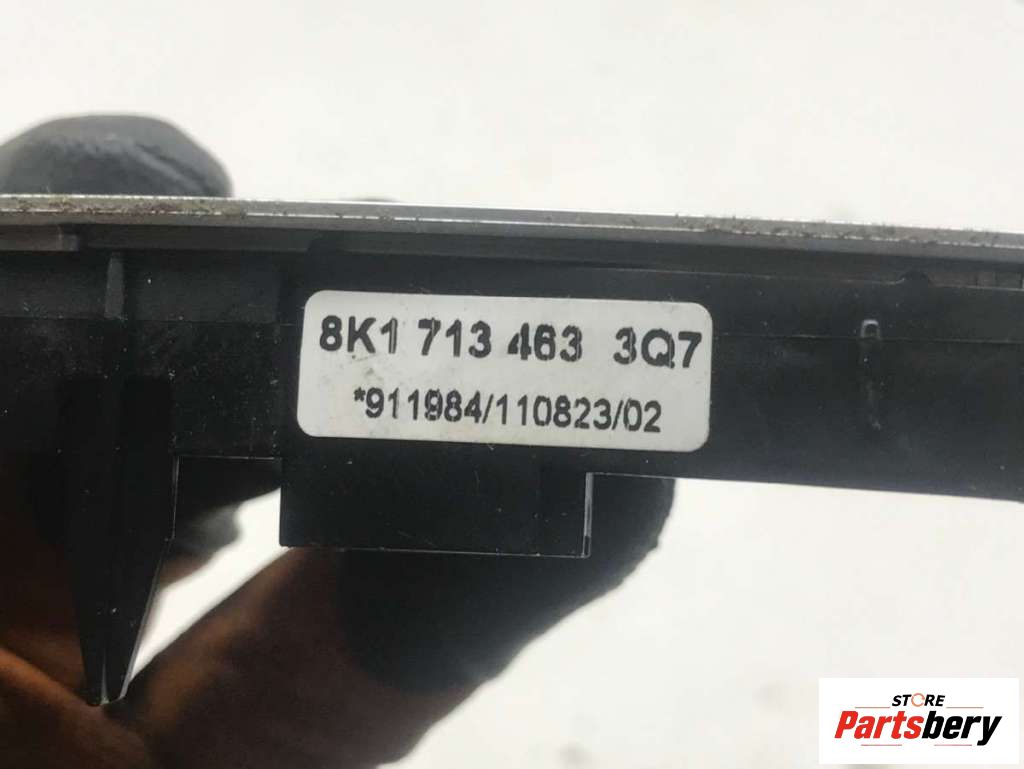 8K1 713 463 3Q7
*911984/110823/02
STORE
Partsbery